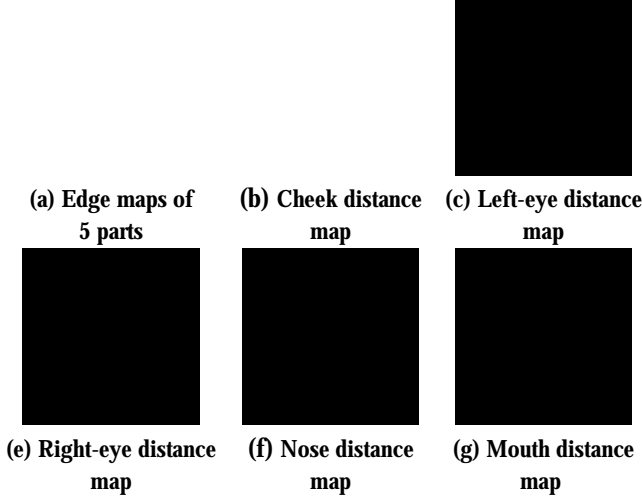 (a) Edge maps of
5 parts
(b) Cheek distance
map
(c) Left-eye distance
map
(e) Right-eye distance
map
(f) Nose distance
map
(g) Mouth distance
map